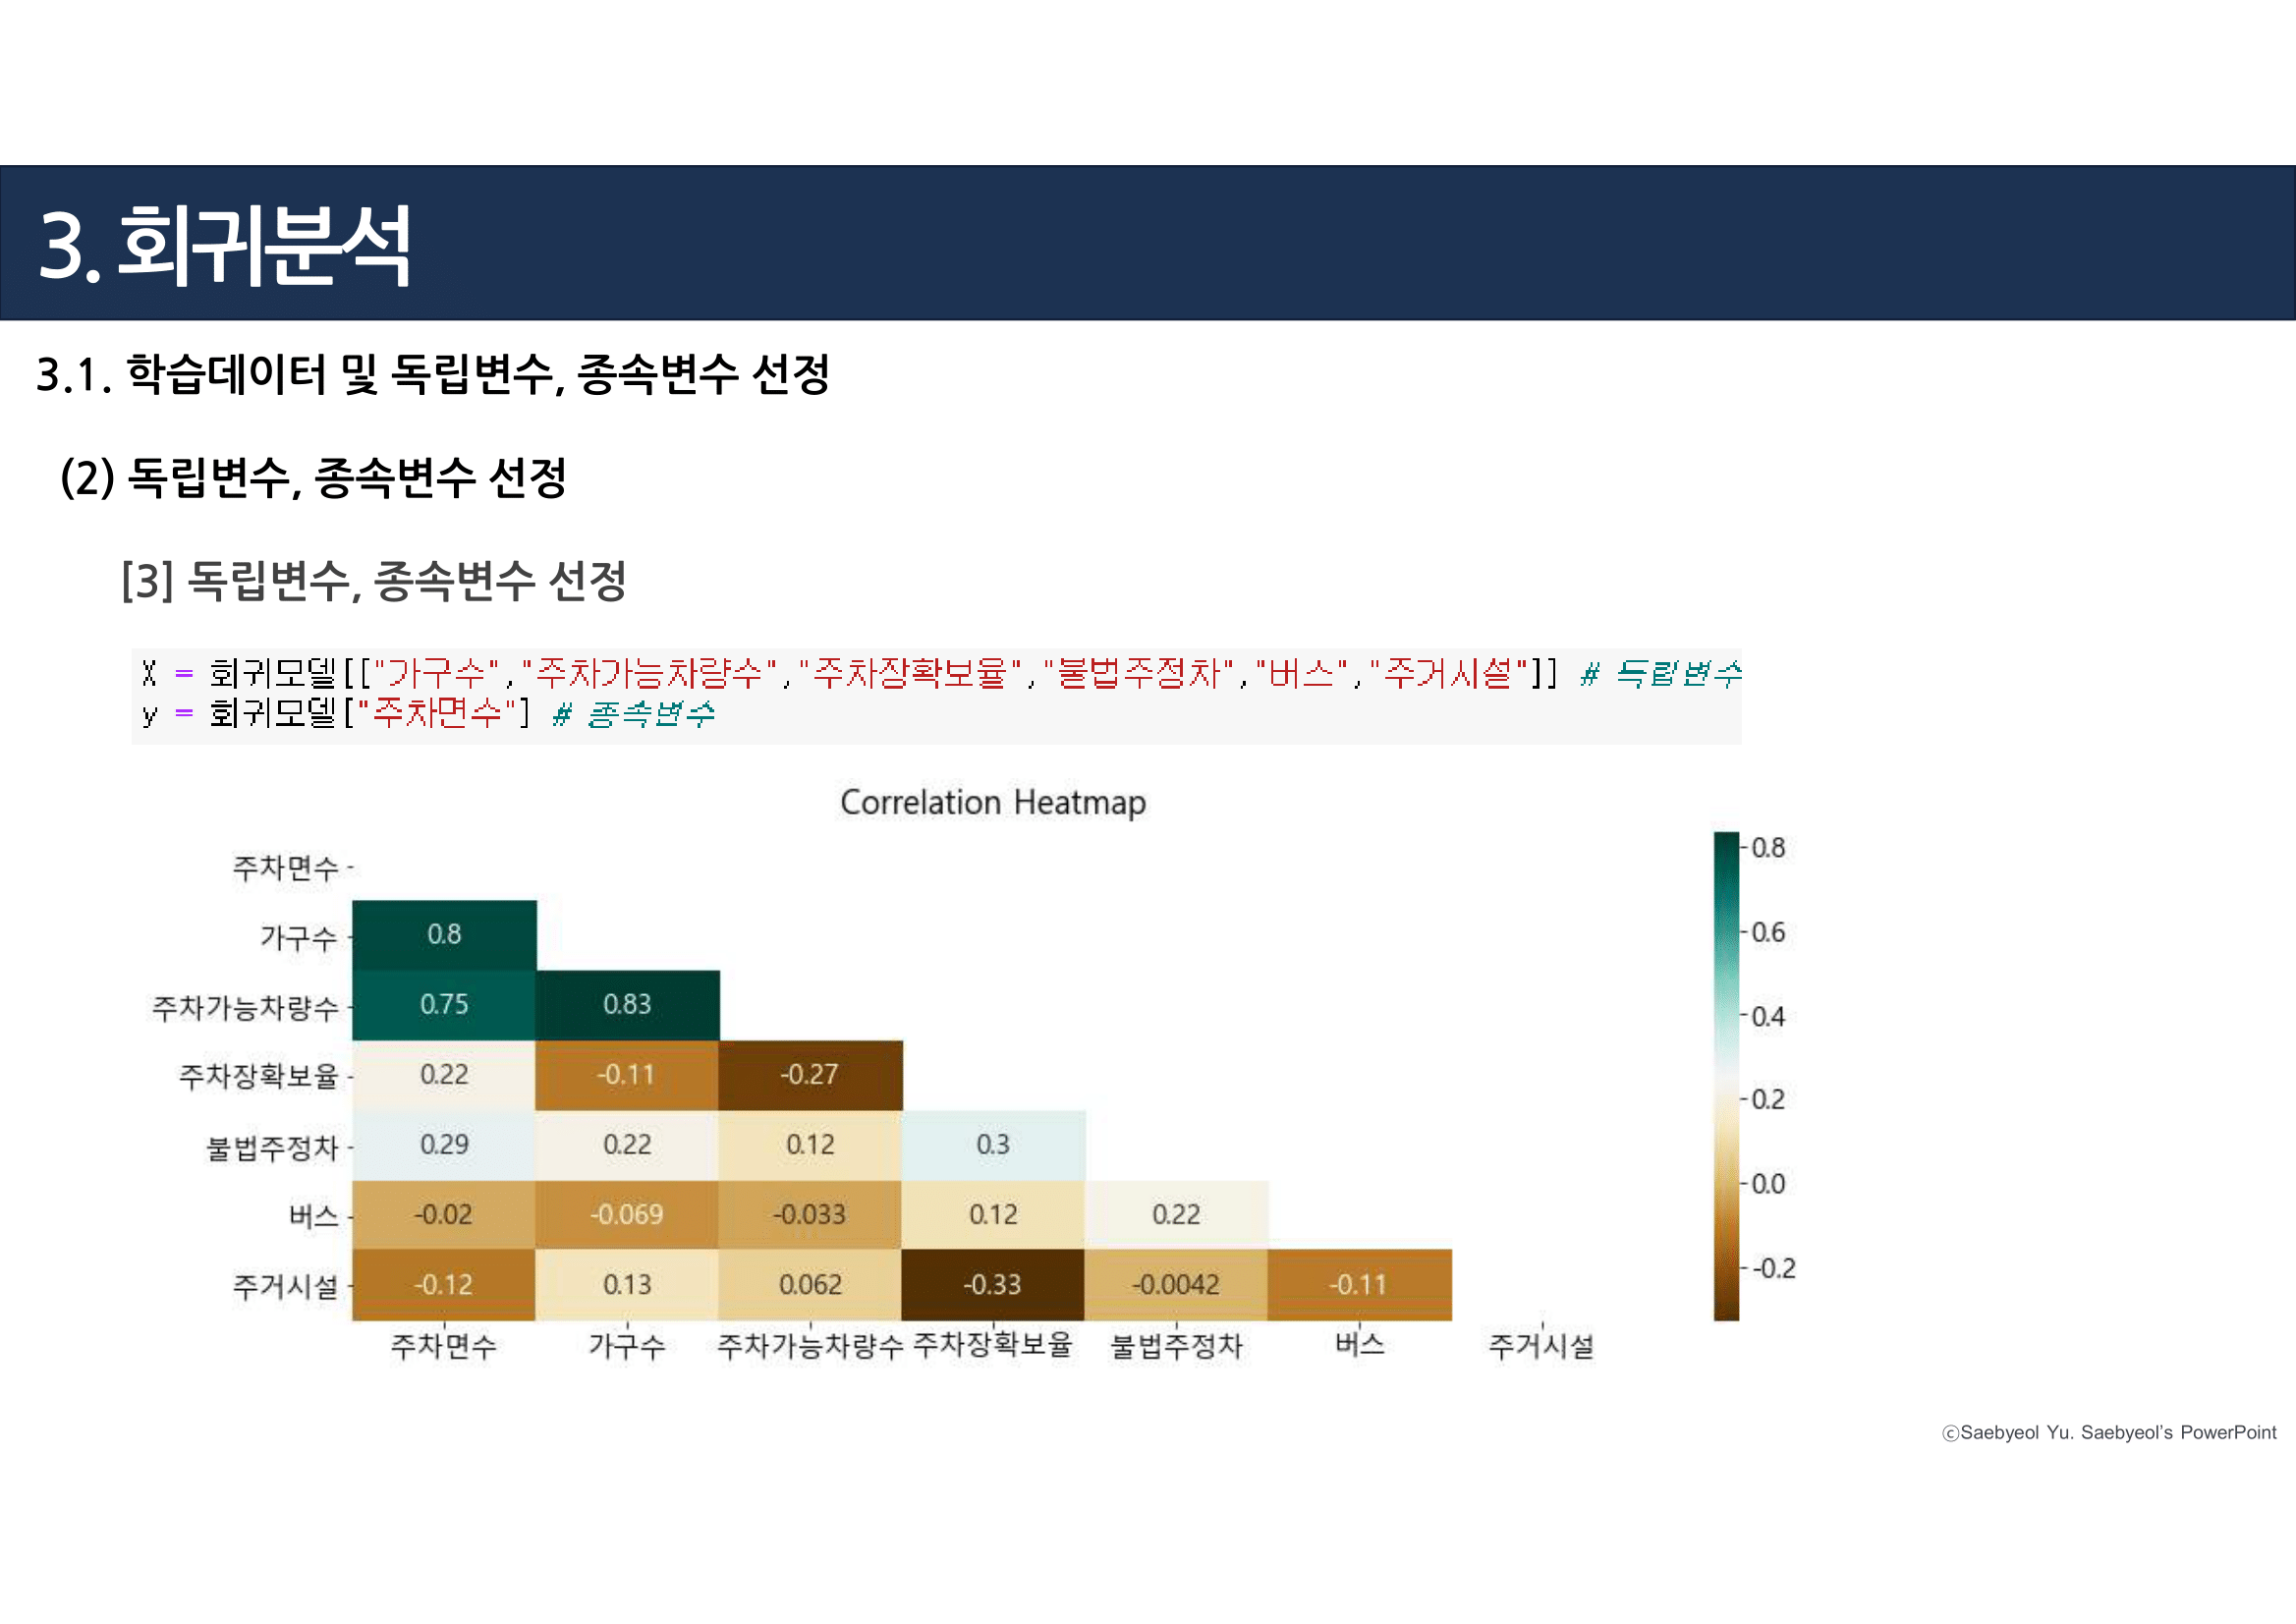 3. 회귀분석
3.1. 학습데이터 및 독립변수, 종속변수 선정
(2) 독립변수, 종속변수 선정
[3] 독립변수, 종속변수 선정
X = 회귀모델[["가구수","주차가능차량수","주차장확보율","불법주정차","버스","주거시설"]] # 독립변수
y = 회귀모델["주차면수"] # 종속변수
Correlation Heatmap
주차면수
가구수 0.8
주차가능차량수 0.75 0.83
주차장확보율 0.22 -0.11 -0.27
불법주정차 0.29 0.22 0.12 0.3
버스 -0.02 -0.069 -0.033 0.12 0.22
주거시설 -0.12 0.13 0.062 -0.33 -0.0042 -0.11
주차면수 가구수 주차가능차량수 주차장확보율 불법주정차 버스 주거시설
0.8
0.6
0.4
0.2
0.0
-0.2
ⓒSaebyeol Yu. Saebyeol's PowerPoint